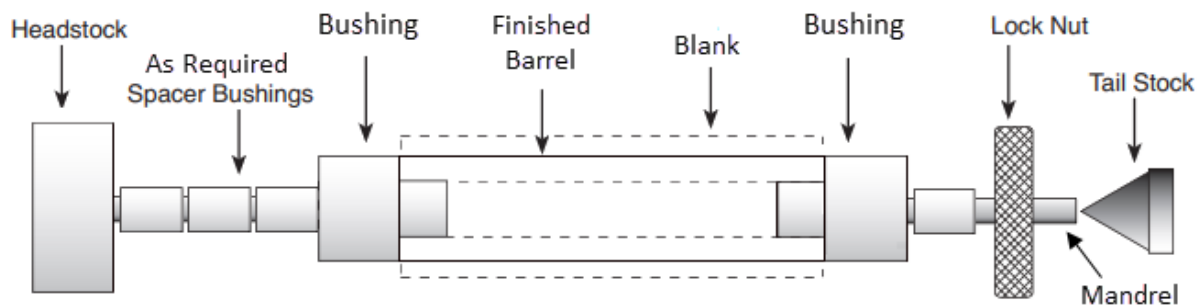 Headstock
As Required
Spacer Bushings
Bushing
Finished
Barrel
Blank
Bushing
Lock Nut
Tail Stock
Mandrel